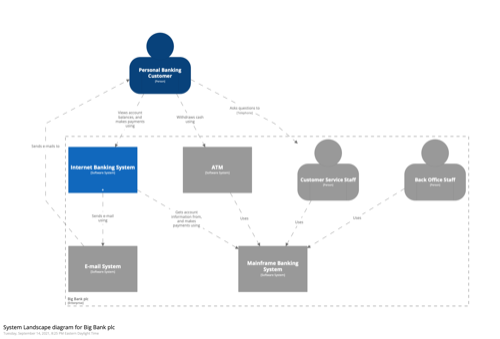 Personal Banking
Customer
[Person]
Views account
balances, and
makes payments
using
Withdraws cash
using
Asks questions to
[Telephone]
Sends e-mails to
Internet Banking System
[Software System]
ATM
[Software System]
Customer Service Staff
[Person]
Back Office Staff
[Person]
Sends e-mail
using
Gets account
information from,
and makes
payments using
Uses
Uses
Uses
E-mail System
[Software System]
Mainframe Banking
System
[Software System]
Big Bank plc
[Enterprise]
System Landscape diagram for Big Bank plc